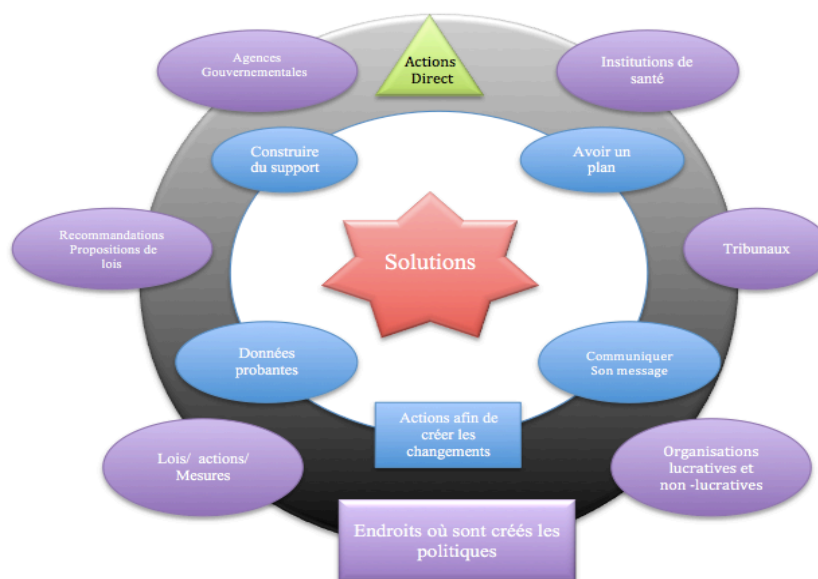 Agences
Gouvernementales
Actions
Direct
Institutions de
santé
Construire
du support
Avoir un
plan
Recommandations
Propositions de
lois
Solutions
Tribunaux
Données
probantes
Communiquer
Son message
Actions afin de
créer les
changements
Lois/ actions/
Mesures
Organisations
lucratives et
non -lucratives
Endroits où sont créés les
politiques